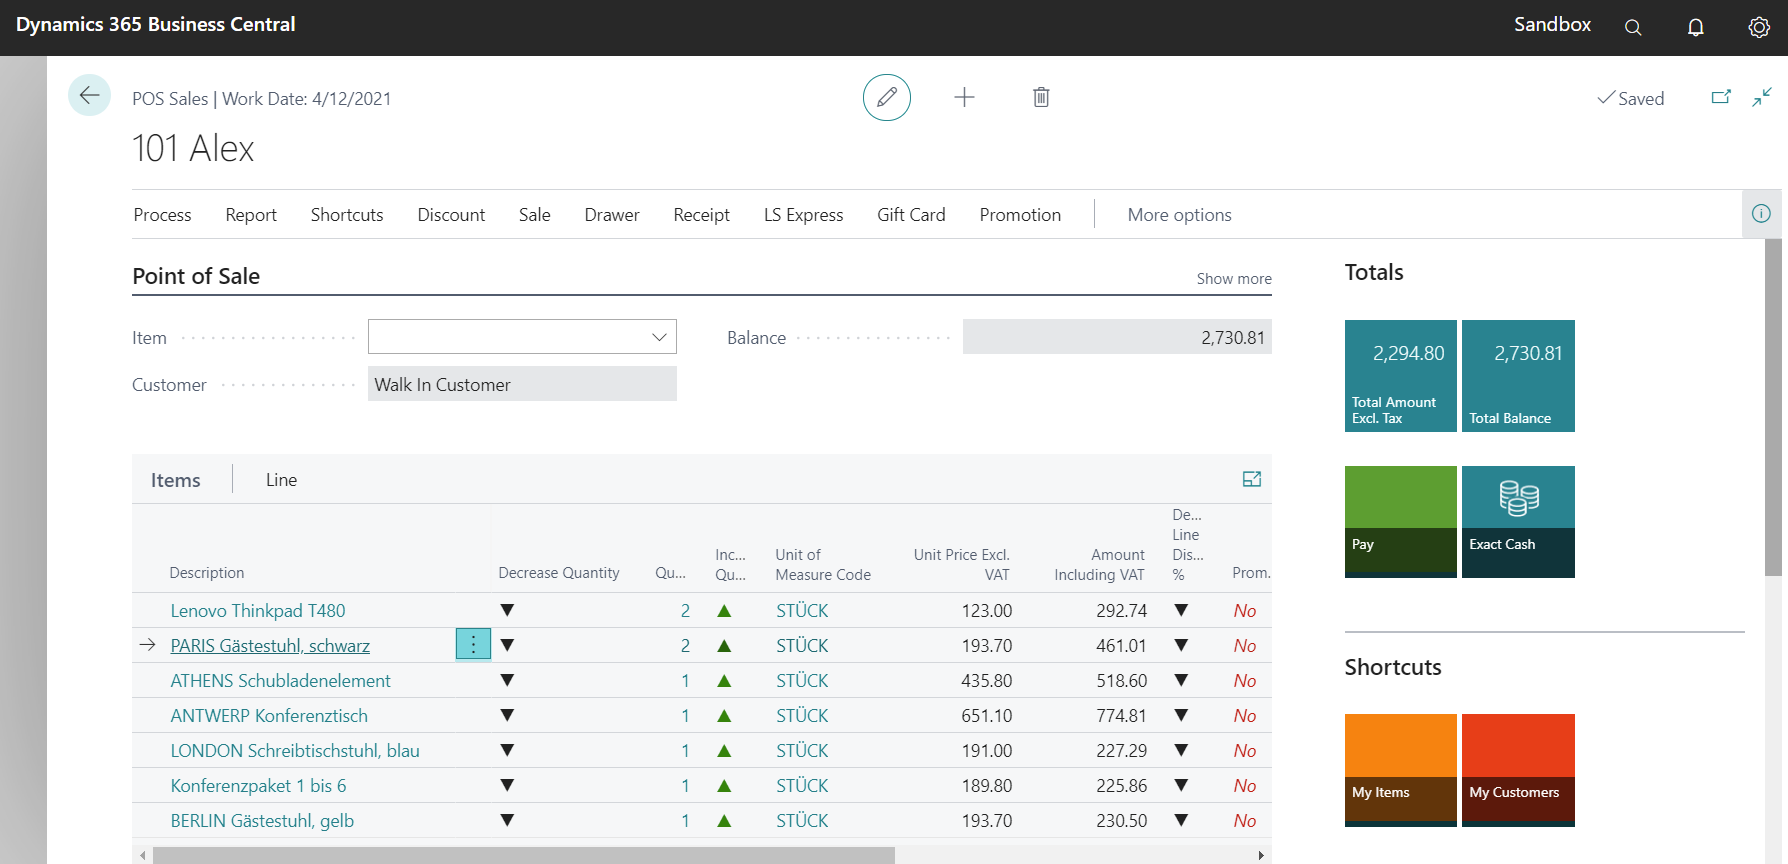 Dynamics 365 Business Central
Sandbox
POS Sales | Work Date: 4/12/2021
Saved
101 Alex
Process Report Shortcuts Discount Sale Drawer Receipt LS Express Gift Card Promotion More options
Point of Sale
Show more
Item
Balance 2,730.81
Customer Walk In Customer
Items Line
Description Decrease Quantity Qu... Inc... Qu... Unit of Measure Code Unit Price Excl. VAT Amount Including VAT De... Line Dis... % Prom.
Lenovo Thinkpad T480 2 STÜCK 123.00 292.74 No
PARIS Gästestuhl, schwarz 2 STÜCK 193.70 461.01 No
ATHENS Schubladenelement 1 STÜCK 435.80 518.60 No
ANTWERP Konferenztisch 1 STÜCK 651.10 774.81 No
LONDON Schreibtischstuhl, blau 1 STÜCK 191.00 227.29 No
Konferenzpaket 1 bis 6 1 STÜCK 189.80 225.86 No
BERLIN Gästestuhl, gelb 1 STÜCK 193.70 230.50 No
Totals
2,294.80
Total Amount
Excl. Tax
2,730.81
Total Balance
Pay
Exact Cash
Shortcuts
My Items
My Customers